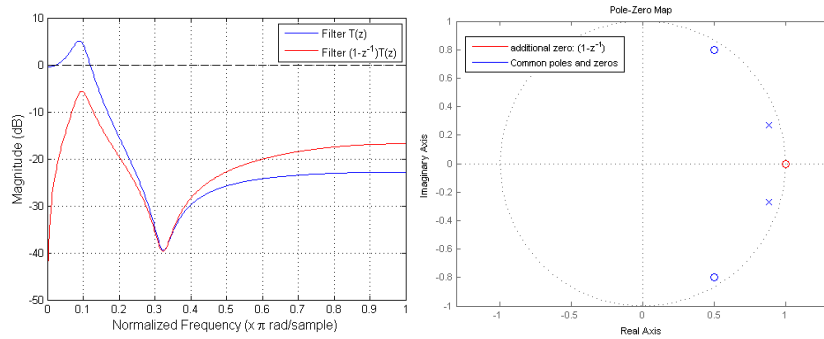 Filter T(z)
Filter (1-z⁻¹)T(z)
10
0
-10
-20
-30
-40
-50
Magnitude (dB)
0 0.1 0.2 0.3 0.4 0.5 0.6 0.7 0.8 0.9 1
Normalized Frequency (x π rad/sample)
Pole-Zero Map
additional zero: (1-z⁻¹)
Common poles and zeros
1
0.8
0.6
0.4
0.2
0
-0.2
-0.4
-0.6
-0.8
-1
Imaginary Axis
-1 -0.5 0 0.5 1
Real Axis